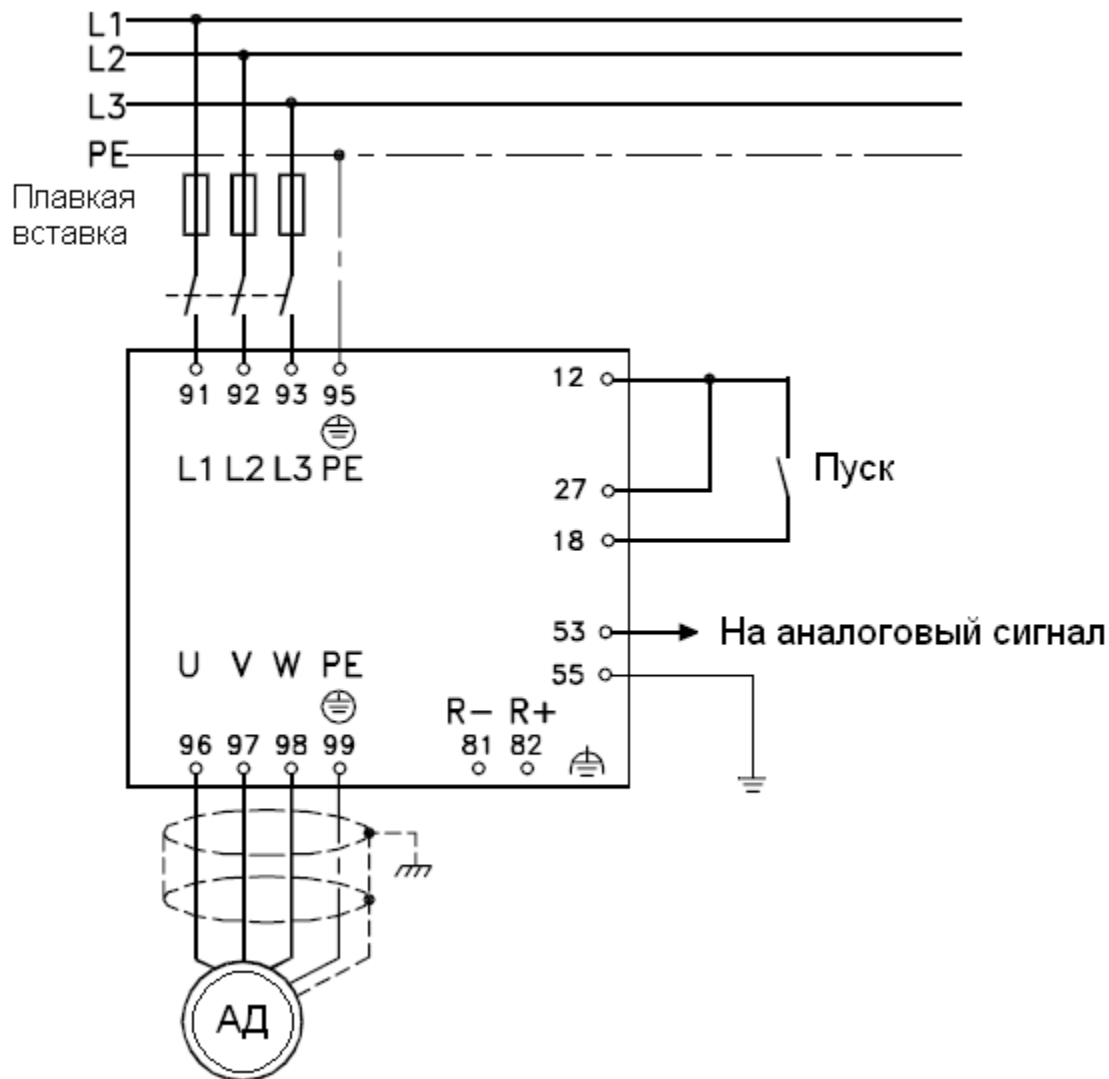 L1
L2
L3
PE
Плавкая
вставка
91 92 93 95
L1 L2 L3 PE
12
27
18
Пуск
53
На аналоговый сигнал
55
U V W PE
R- R+
96 97 98 99
81 82
АД